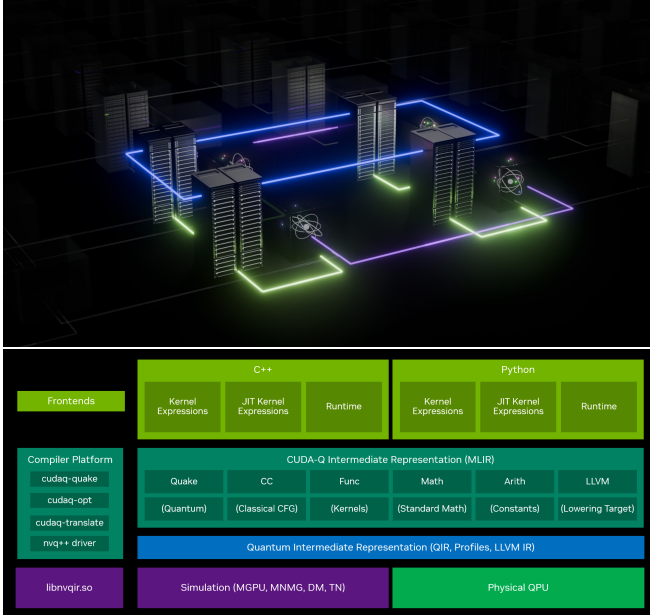 C++
Python
Frontends
Kernel
Expressions
JIT Kernel
Expressions
Runtime
Kernel
Expressions
JIT Kernel
Expressions
Runtime
Compiler Platform
cudaq-quake
cudaq-opt
cudaq-translate
nvq++ driver
CUDA-Q Intermediate Representation (MLIR)
Quake
CC
Func
Math
Arith
LLVM
(Quantum)
(Classical CFG)
(Kernels)
(Standard Math)
(Constants)
(Lowering Target)
Quantum Intermediate Representation (QIR, Profiles, LLVM IR)
libnvqir.so
Simulation (MGPU, MNMG, DM, TN)
Physical QPU